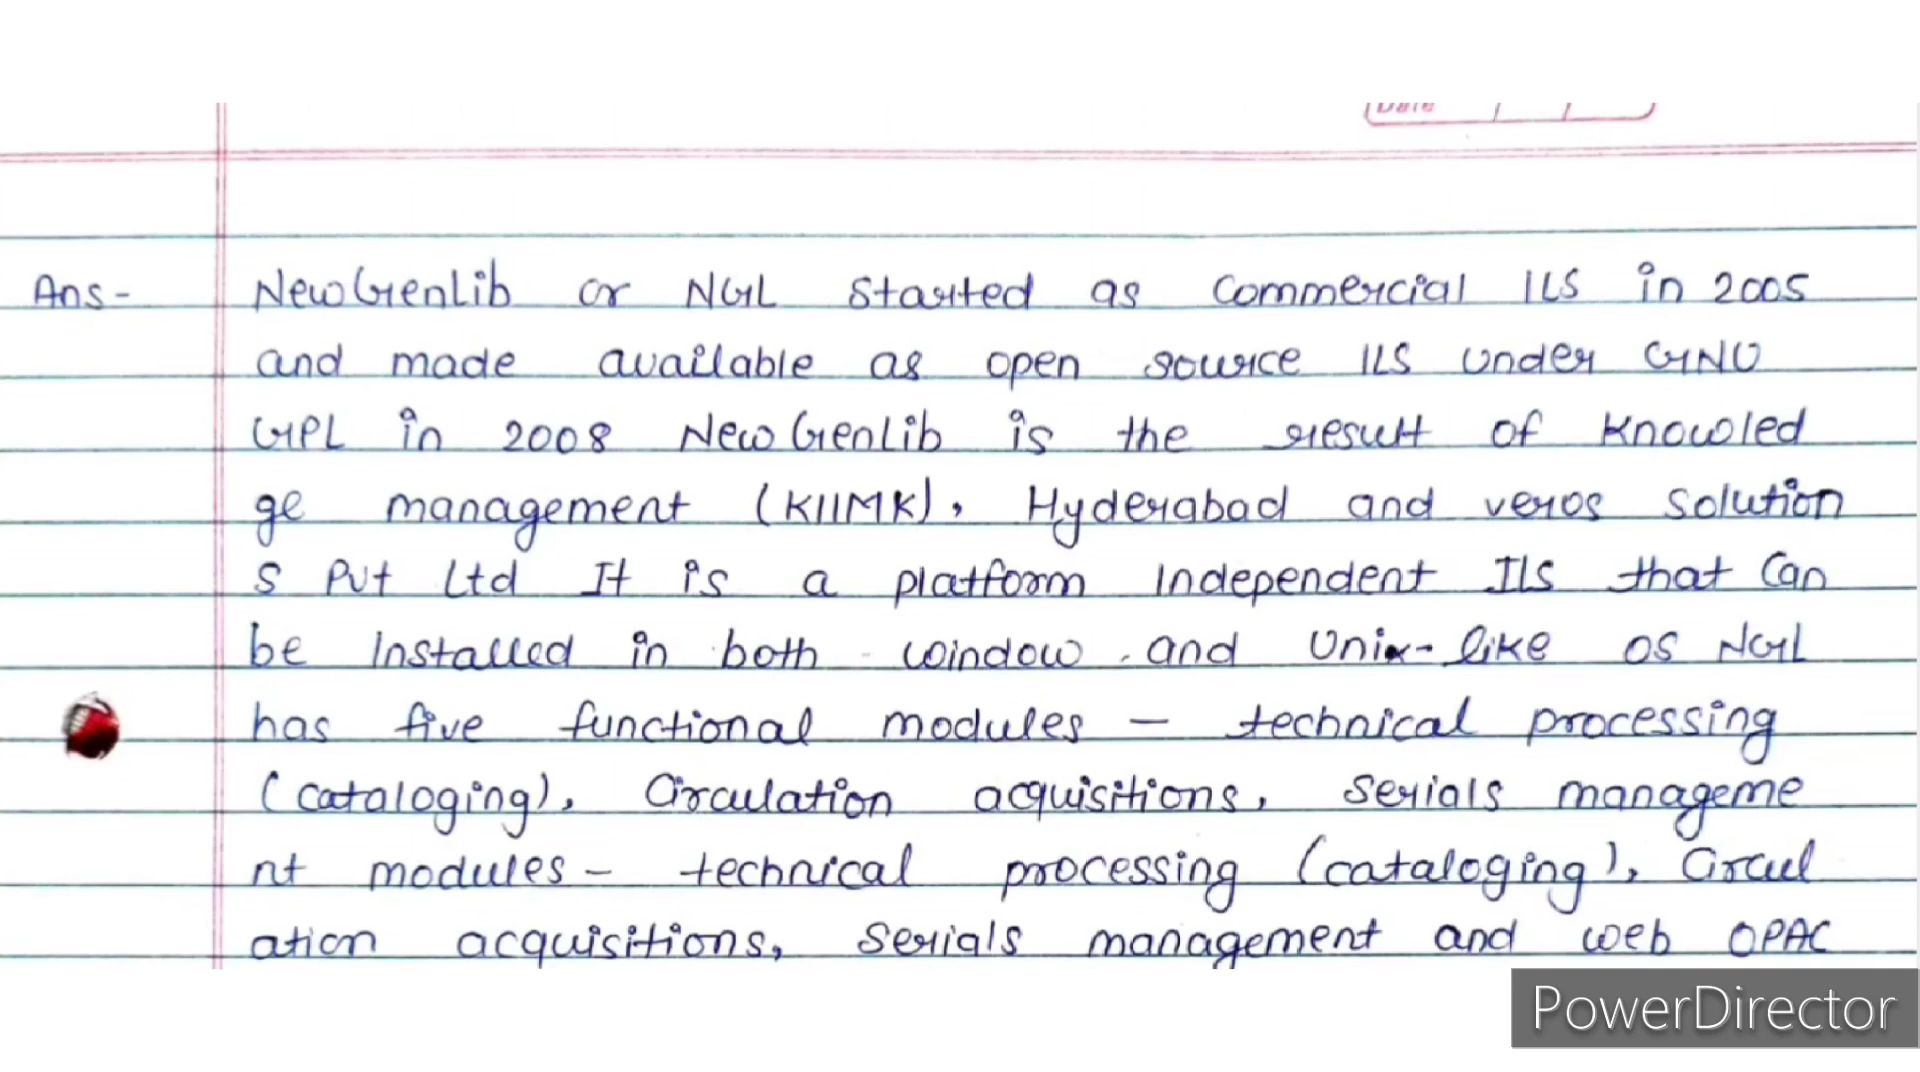 Date
Ans- NewGenLib or NGL started as Commercial ILS in 2005
and made available as open source ILS under GNU
GPL in 2008 NewGenLib is the result of Knowled
ge management (KIIMK), Hyderabad and veros solution
s Pvt Ltd It is a platform Independent ILS that Can
be Installed in both window and Unix-like OS NGL
has five functional modules – technical processing
(cataloging), Circulation acquisitions, Serials manageme
nt modules – technical processing (cataloging), Circul
ation acquisitions, Serials management and web OPAC
PowerDirector